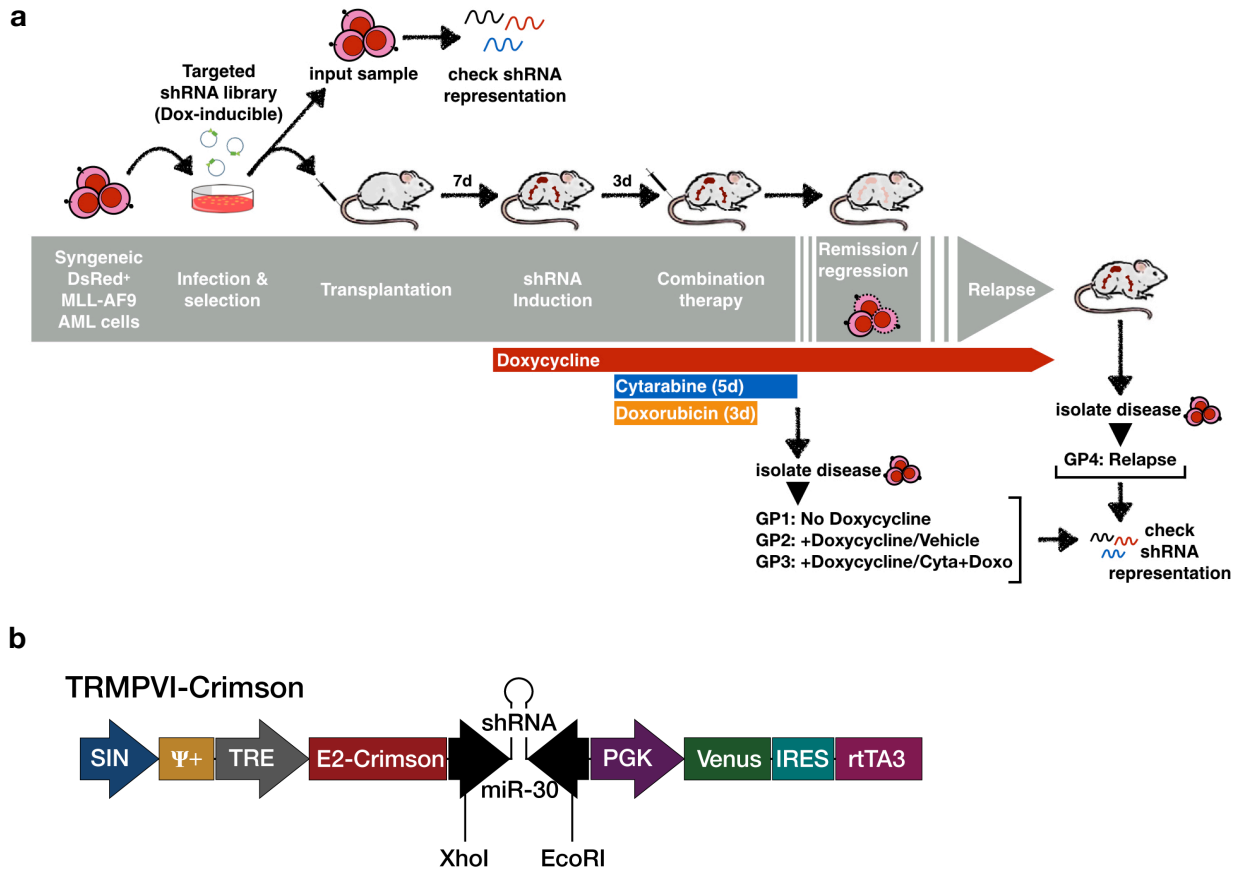 a
Targeted
shRNA library
(Dox-inducible)
input sample
check shRNA
representation
7d
3d
Syngeneic
DsRed⁺
MLL-AF9
AML cells
Infection &
selection
Transplantation
shRNA
Induction
Combination
therapy
Remission /
regression
Relapse
Doxycycline
Cytarabine (5d)
Doxorubicin (3d)
isolate disease
GP1: No Doxycycline
GP2: +Doxycycline/Vehicle
GP3: +Doxycycline/Cyta+Doxo
isolate disease
GP4: Relapse
check
shRNA
representation
b
TRMPVI-Crimson
SIN
Ψ+
TRE
E2-Crimson
shRNA
miR-30
PGK
Venus
IRES
rtTA3
XhoI
EcoRI